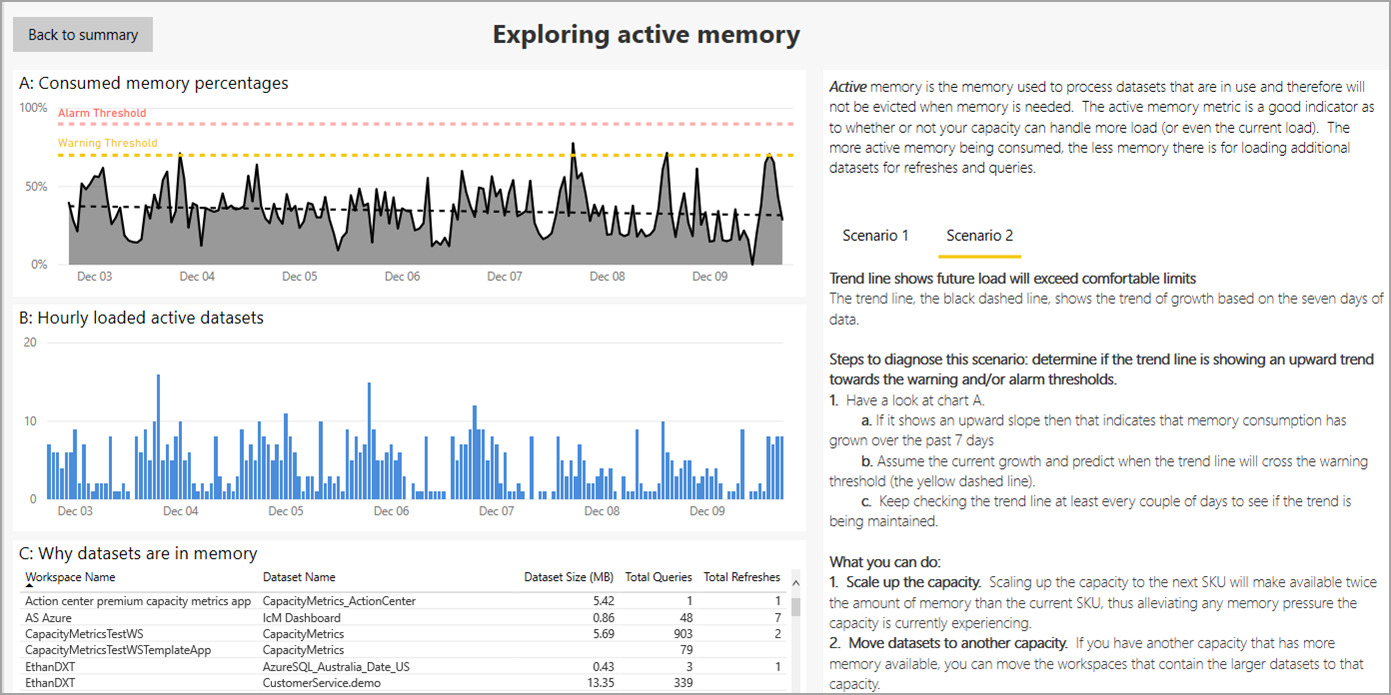 Back to summary
Exploring active memory
A: Consumed memory percentages
100%
Alarm Threshold
Warning Threshold
50%
0%
Dec 03 Dec 04 Dec 05 Dec 06 Dec 07 Dec 08 Dec 09
B: Hourly loaded active datasets
20
10
0
Dec 03 Dec 04 Dec 05 Dec 06 Dec 07 Dec 08 Dec 09
C: Why datasets are in memory
Workspace Name Dataset Name Dataset Size (MB) Total Queries Total Refreshes
Action center premium capacity metrics app CapacityMetrics_ActionCenter 5.42 1 1
AS Azure IcM Dashboard 0.86 48 7
CapacityMetricsTestWS CapacityMetrics 5.69 903 2
CapacityMetricsTestWSTemplateApp CapacityMetrics 79
EthanDXT AzureSQL_Australia_Date_US 0.43 3 1
EthanDXT CustomerService.demo 13.35 339
Active memory is the memory used to process datasets that are in use and therefore will
not be evicted when memory is needed. The active memory metric is a good indicator as
to whether or not your capacity can handle more load (or even the current load). The
more active memory being consumed, the less memory there is for loading additional
datasets for refreshes and queries.
Scenario 1 Scenario 2
Trend line shows future load will exceed comfortable limits
The trend line, the black dashed line, shows the trend of growth based on the seven days of
data.
Steps to diagnose this scenario: determine if the trend line is showing an upward trend
towards the warning and/or alarm thresholds.
1. Have a look at chart A.
a. If it shows an upward slope then that indicates that memory consumption has
grown over the past 7 days
b. Assume the current growth and predict when the trend line will cross the warning
threshold (the yellow dashed line).
c. Keep checking the trend line at least every couple of days to see if the trend is
being maintained.
What you can do:
1. Scale up the capacity. Scaling up the capacity to the next SKU will make available twice
the amount of memory than the current SKU, thus alleviating any memory pressure the
capacity is currently experiencing.
2. Move datasets to another capacity. If you have another capacity that has more
memory available, you can move the workspaces that contain the larger datasets to that
capacity.